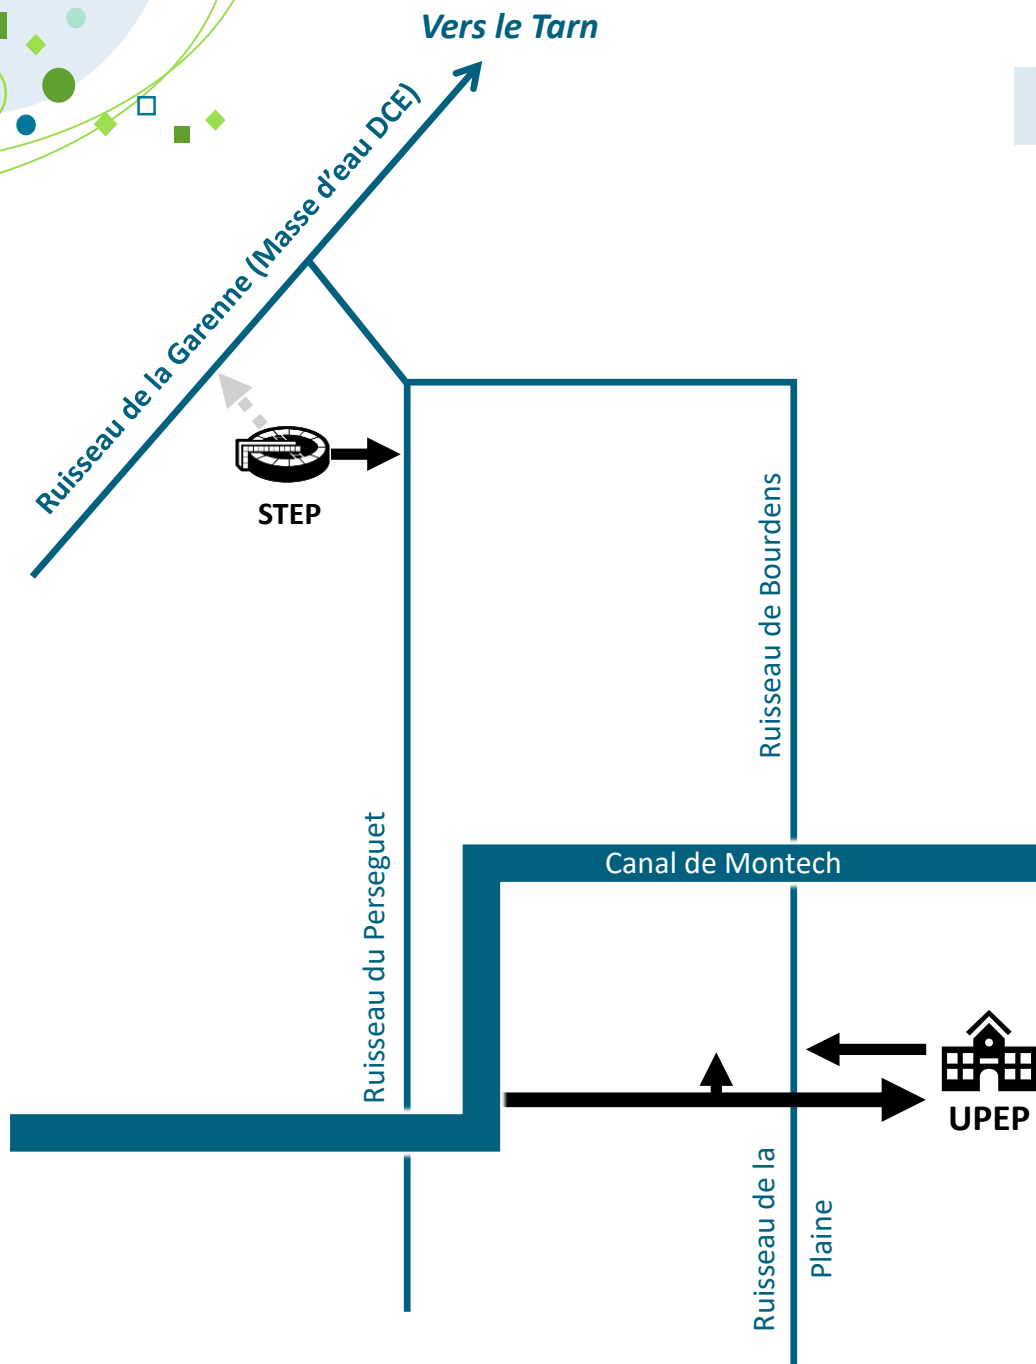 Vers le Tarn
Ruisseau de la Garenne (Masse d’eau DCE)
STEP
Ruisseau de Bourdens
Ruisseau du Perseguet
Canal de Montech
UPEP
Ruisseau de la
Plaine